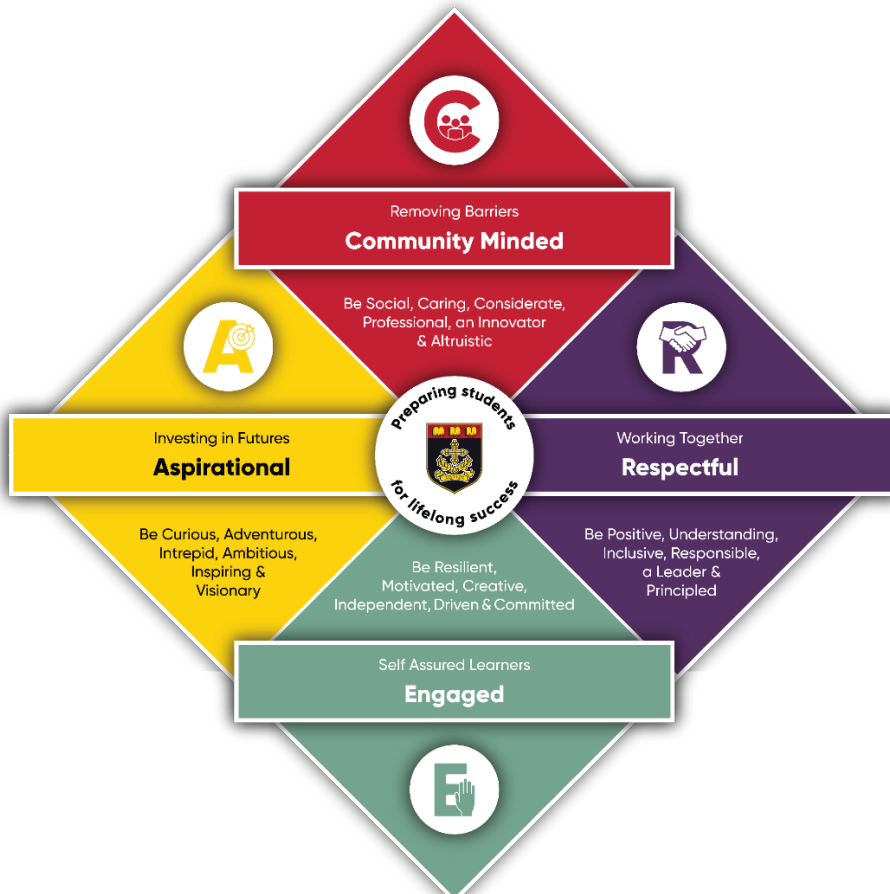 C
Removing Barriers
Community Minded
Be Social, Caring, Considerate,
Professional, an Innovator
& Altruistic
A
Investing in Futures
Aspirational
Be Curious, Adventurous,
Intrepid, Ambitious,
Inspiring &
Visionary
Preparing students
for lifelong success
R
Working Together
Respectful
Be Positive, Understanding,
Inclusive, Responsible,
a Leader &
Principled
Be Resilient,
Motivated, Creative,
Independent, Driven & Committed
Self Assured Learners
Engaged
E